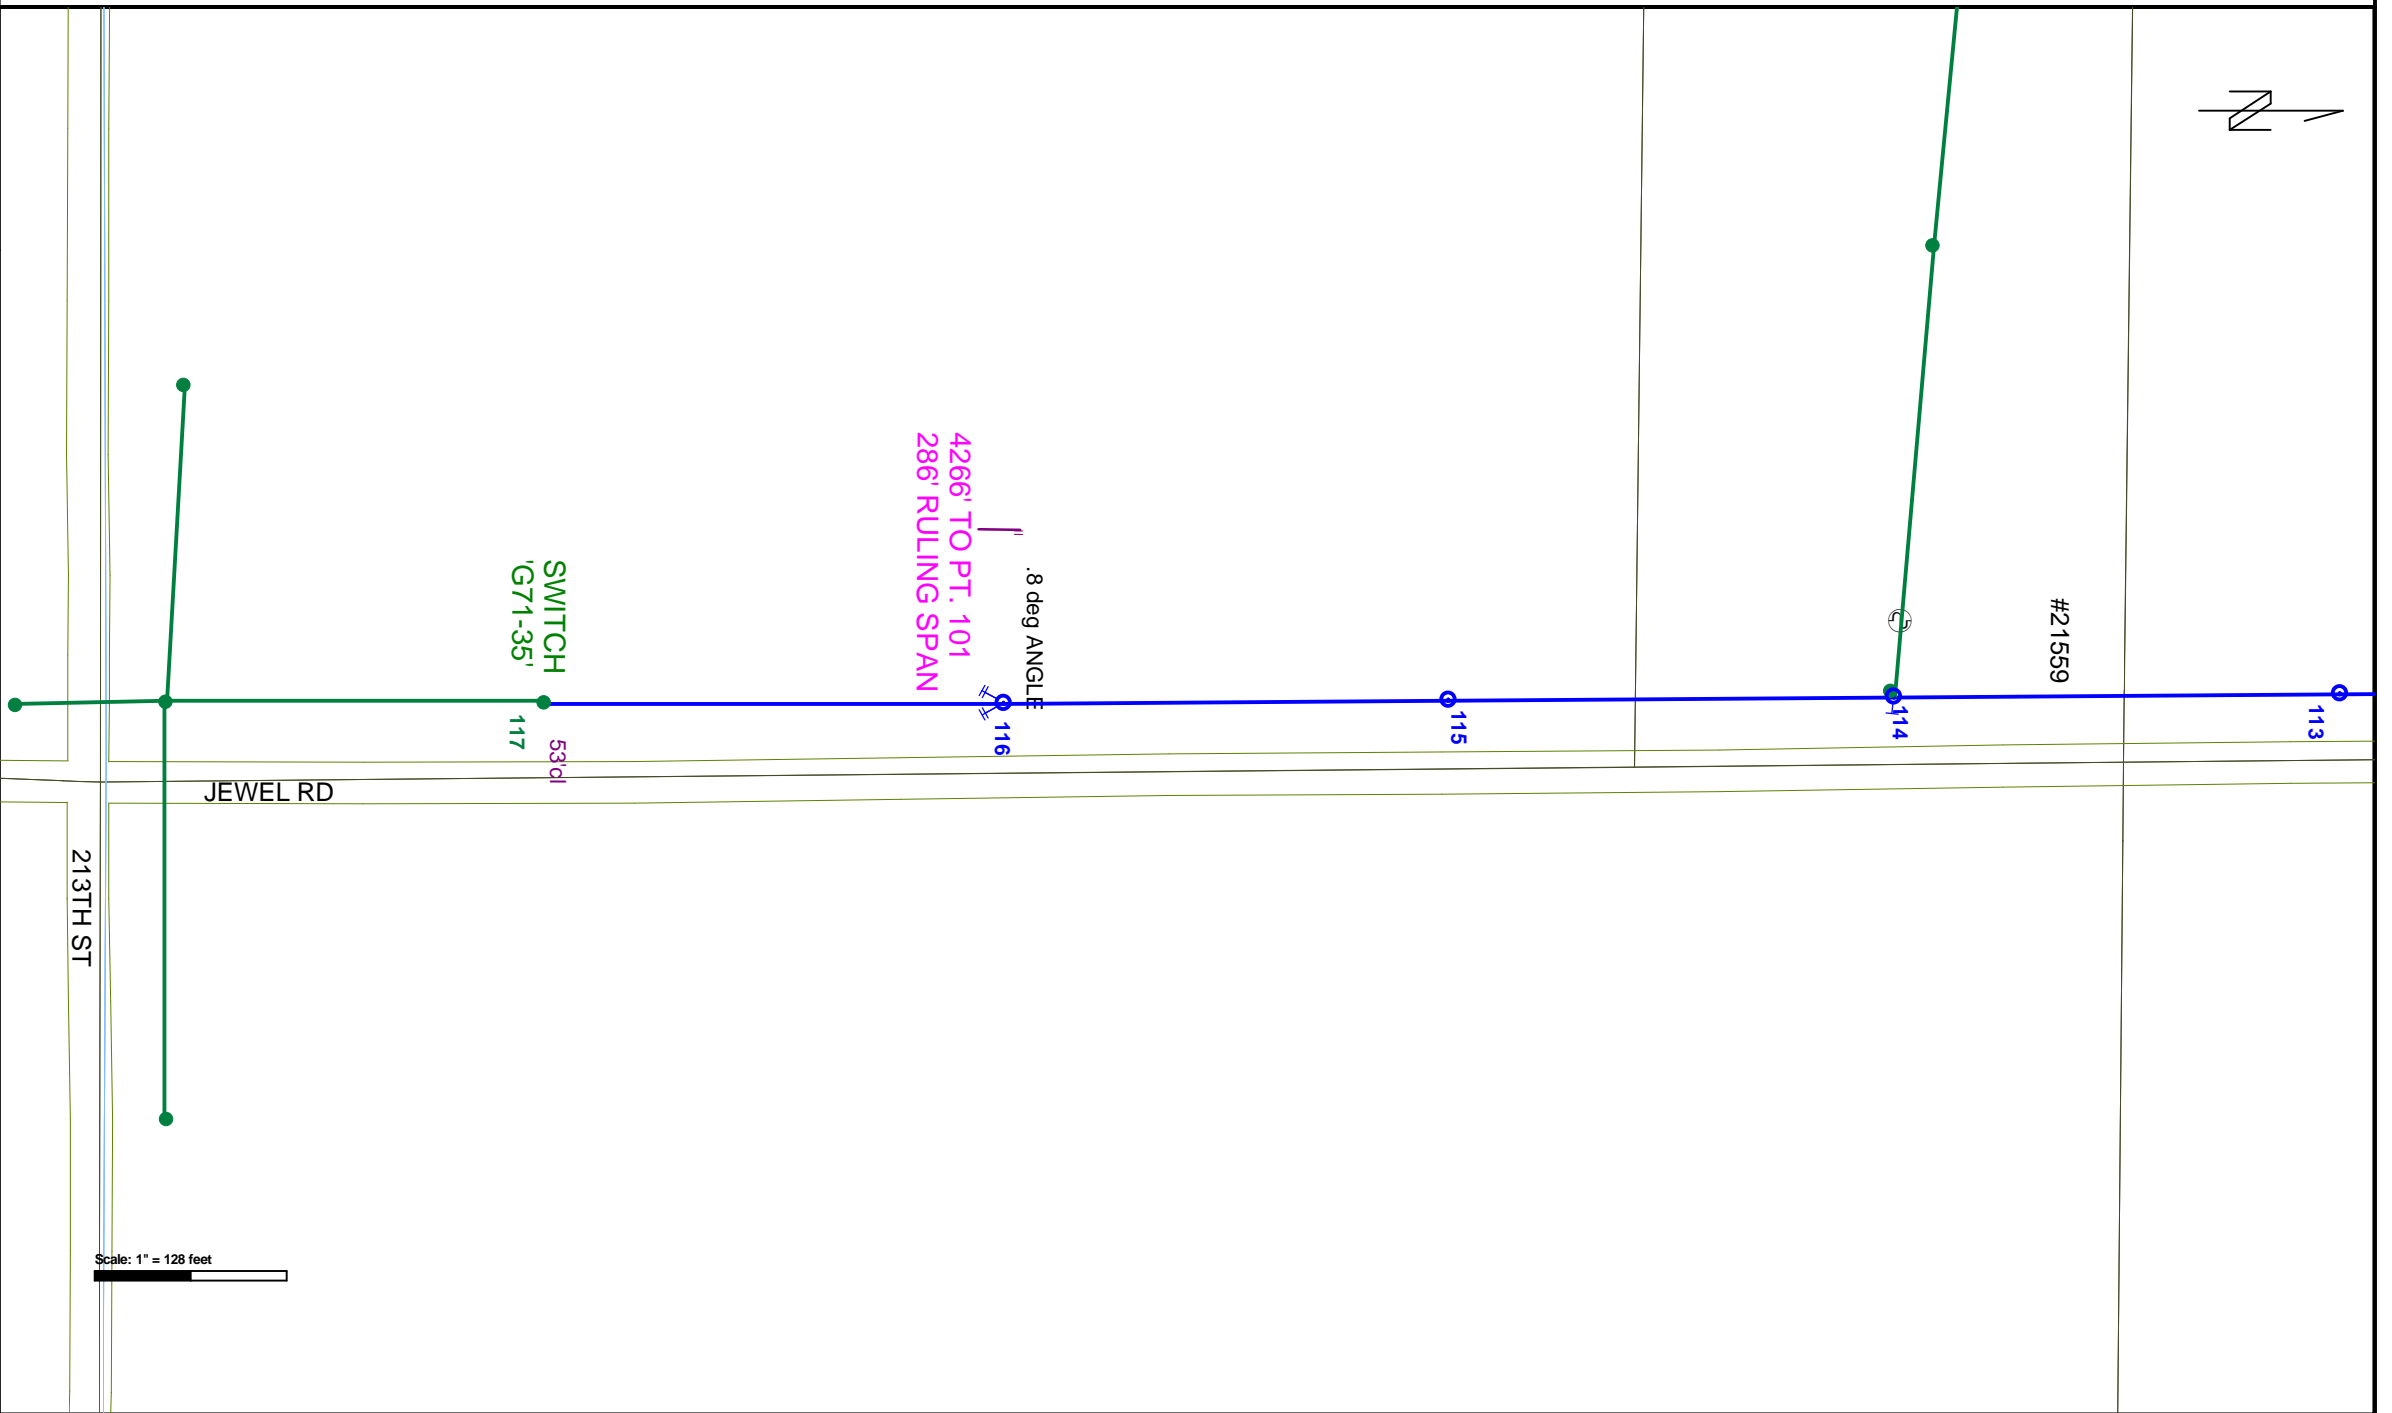 #21559
.8 deg ANGLE
4266' TO PT. 101
286' RULING SPAN
SWITCH
'G71-35'
117
53'cl
116
115
114
113
JEWEL RD
213TH ST
Scale: 1" = 128 feet
N